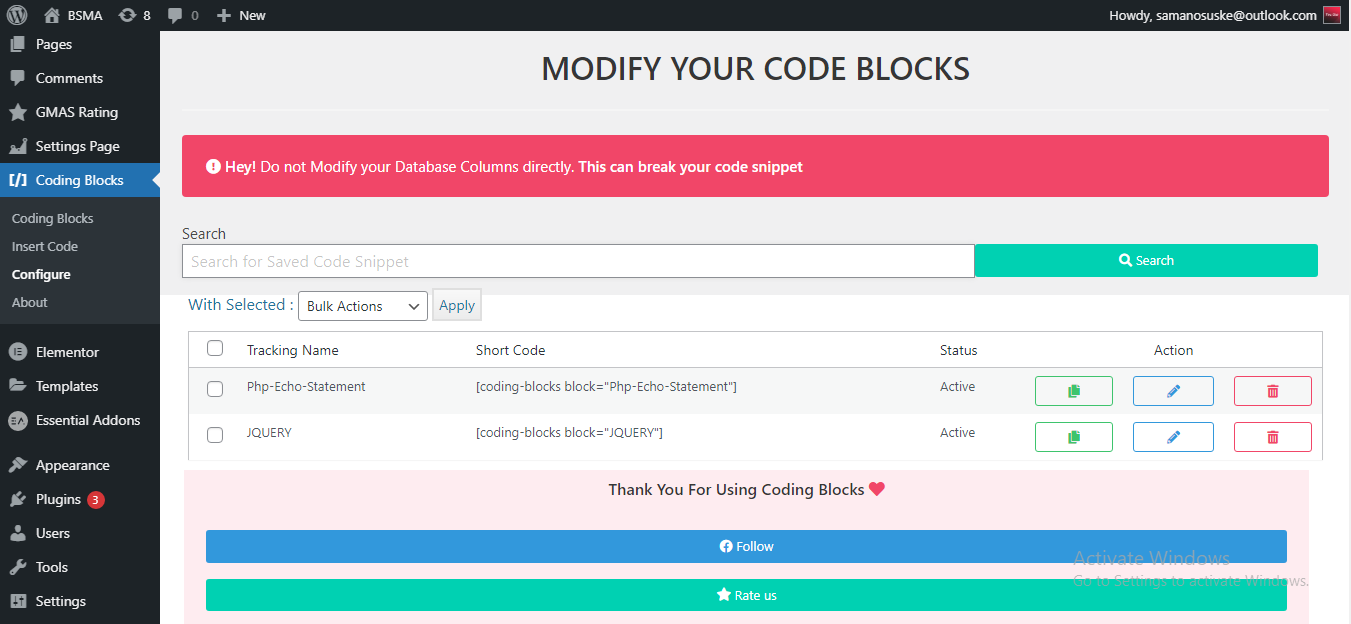 BSMA 8 0 New Howdy, samanosuske@outlook.com
Pages
Comments
GMAS Rating
Settings Page
Coding Blocks
Coding Blocks
Insert Code
Configure
About
Elementor
Templates
Essential Addons
Appearance
Plugins 3
Users
Tools
Settings
MODIFY YOUR CODE BLOCKS
Hey! Do not Modify your Database Columns directly. This can break your code snippet
Search
Search for Saved Code Snippet Search
With Selected : Bulk Actions Apply
Tracking Name Short Code Status Action
Php-Echo-Statement [coding-blocks block="Php-Echo-Statement"] Active
JQUERY [coding-blocks block="JQUERY"] Active
Thank You For Using Coding Blocks
Follow
Rate us
Activate Windows
Go to Settings to activate Windows.